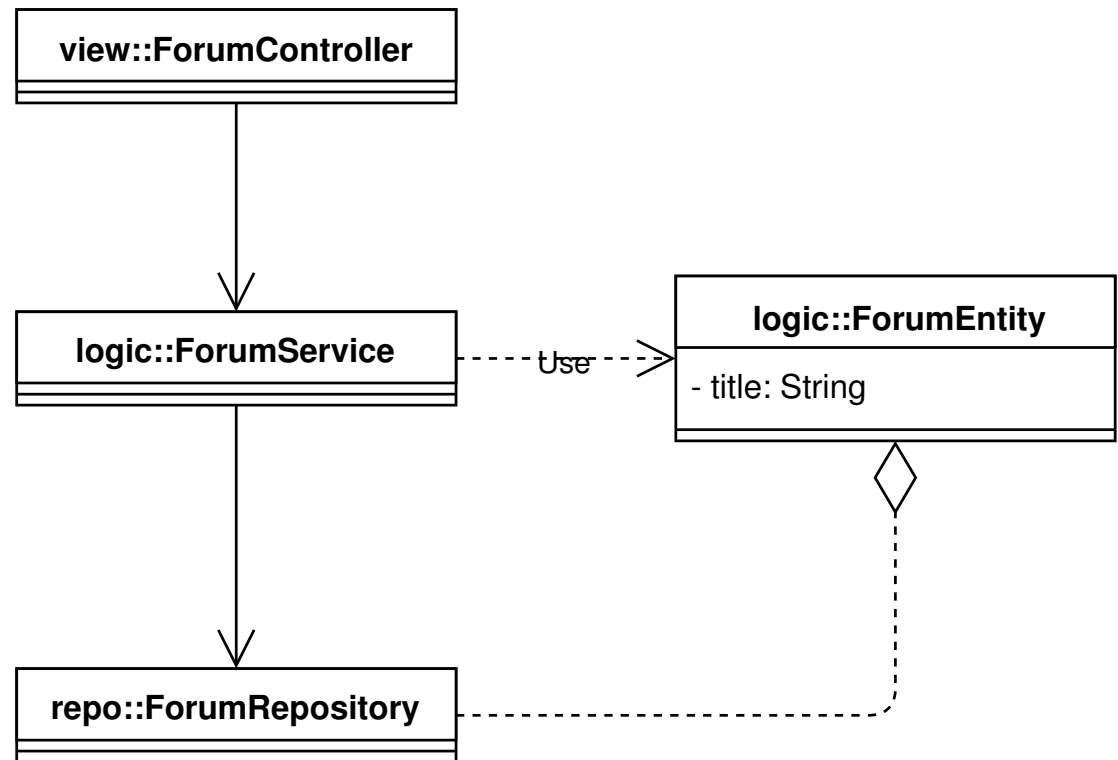 view::ForumController
logic::ForumService
Use
logic::ForumEntity
- title: String
repo::ForumRepository